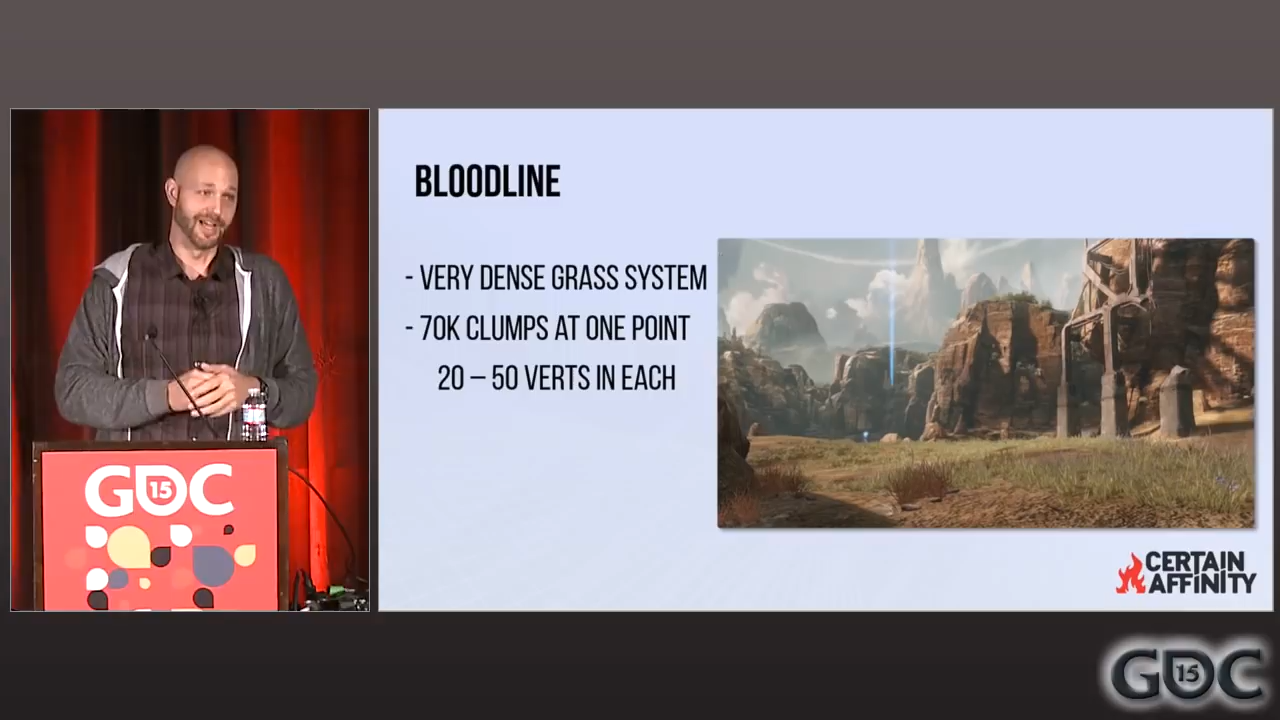 BLOODLINE
- VERY DENSE GRASS SYSTEM
- 70K CLUMPS AT ONE POINT
20 – 50 VERTS IN EACH
CERTAIN
AFFINITY
GDC
15
GDC
15